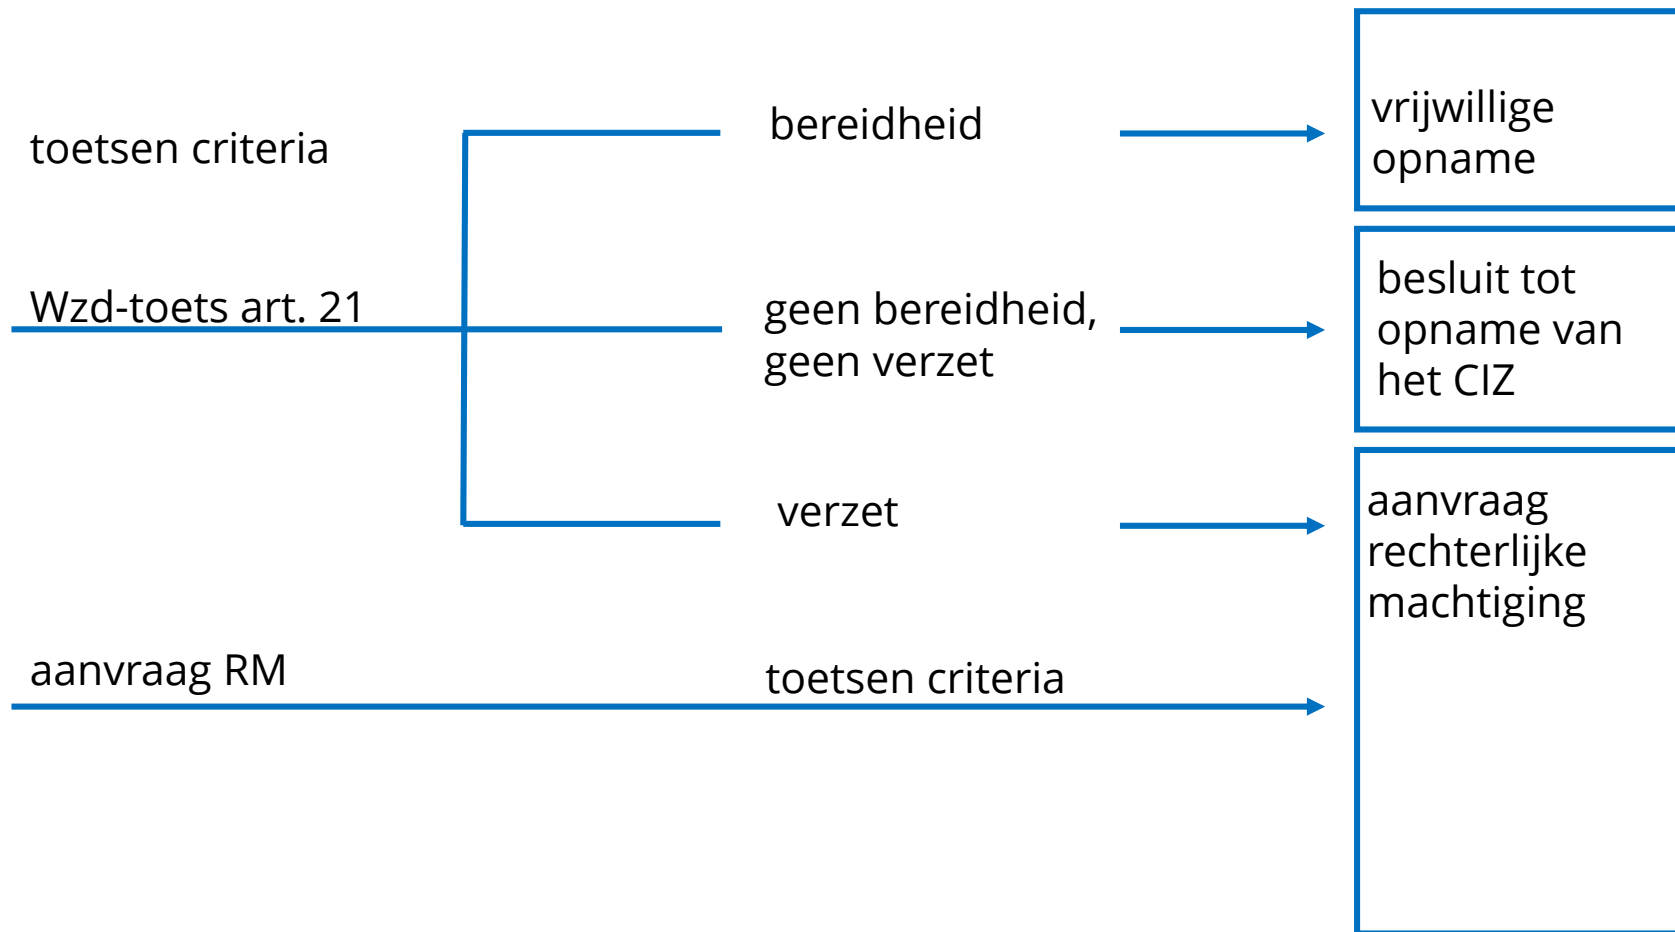 toetsen criteria
bereidheid
vrijwillige
opname
Wzd-toets art. 21
geen bereidheid,
geen verzet
besluit tot
opname van
het CIZ
verzet
aanvraag
rechterlijke
machtiging
aanvraag RM
toetsen criteria